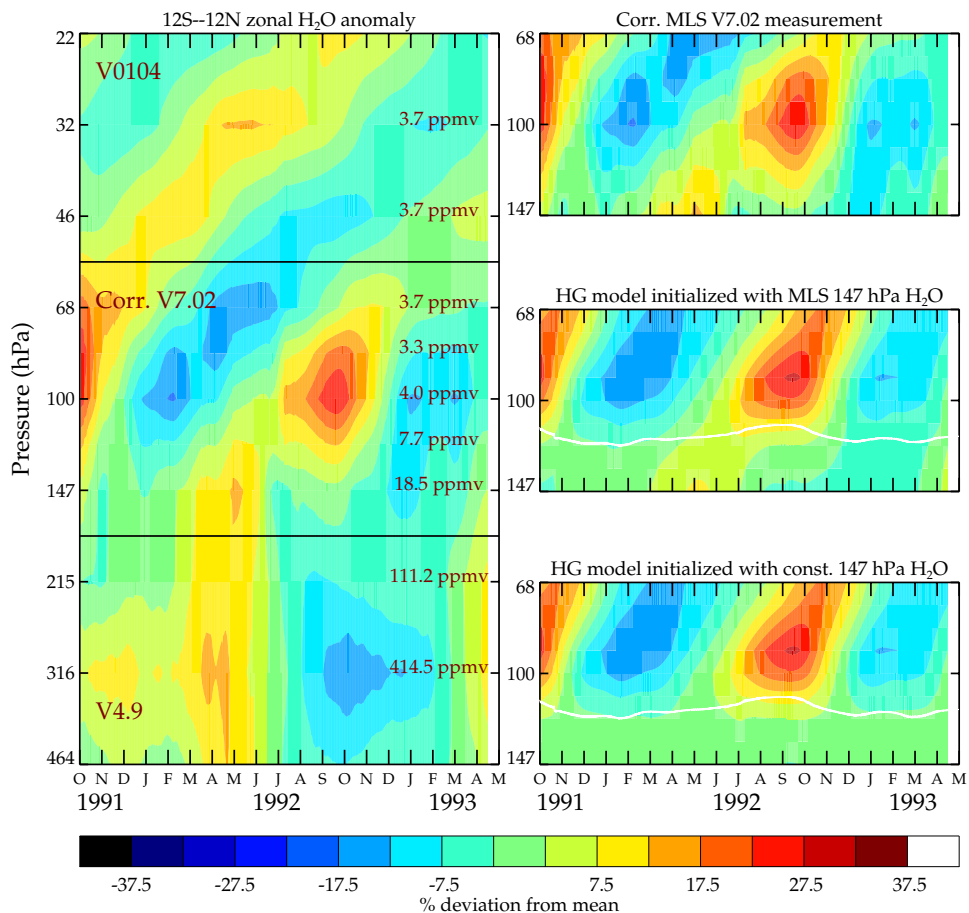 12S--12N zonal H₂O anomaly
22
V0104
32
3.7 ppmv
46
3.7 ppmv
Corr. V7.02
68
3.7 ppmv
3.3 ppmv
100
4.0 ppmv
7.7 ppmv
147
18.5 ppmv
215
111.2 ppmv
316
414.5 ppmv
V4.9
464
Pressure (hPa)
O N D J F M A M J J A S O N D J F M A M
1991 1992 1993
Corr. MLS V7.02 measurement
68
100
147
HG model initialized with MLS 147 hPa H₂O
68
100
147
HG model initialized with const. 147 hPa H₂O
68
100
147
O N D J F M A M J J A S O N D J F M A M
1991 1992 1993
-37.5 -27.5 -17.5 -7.5 7.5 17.5 27.5 37.5
% deviation from mean